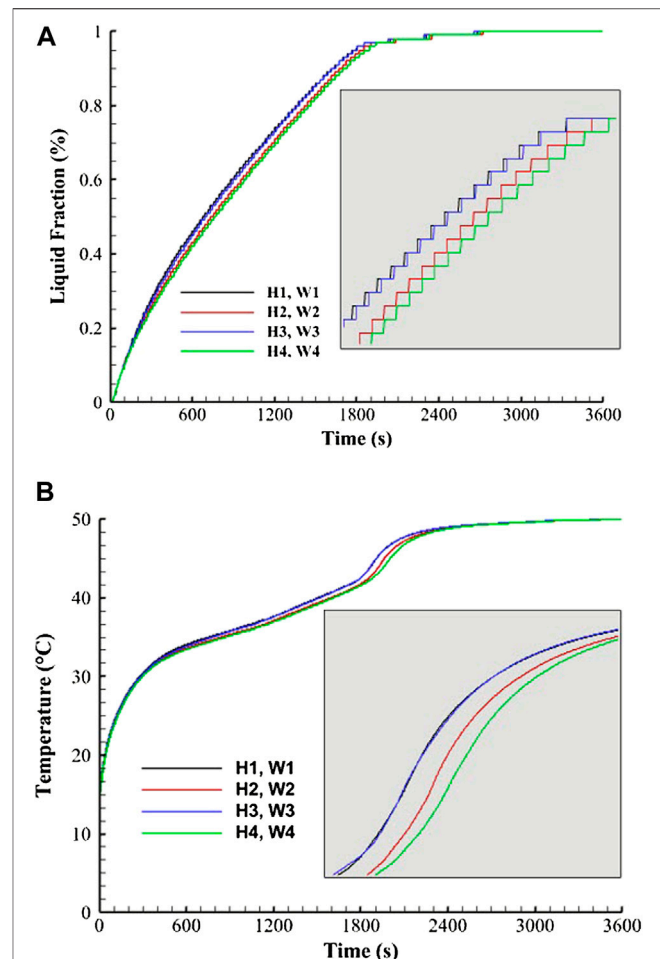 A
Liquid Fraction (%)
1
0.8
0.6
0.4
0.2
0
H1, W1
H2, W2
H3, W3
H4, W4
0 600 1200 1800 2400 3000 3600
Time (s)
B
Temperature (°C)
50
40
30
20
10
0
H1, W1
H2, W2
H3, W3
H4, W4
0 600 1200 1800 2400 3000 3600
Time (s)